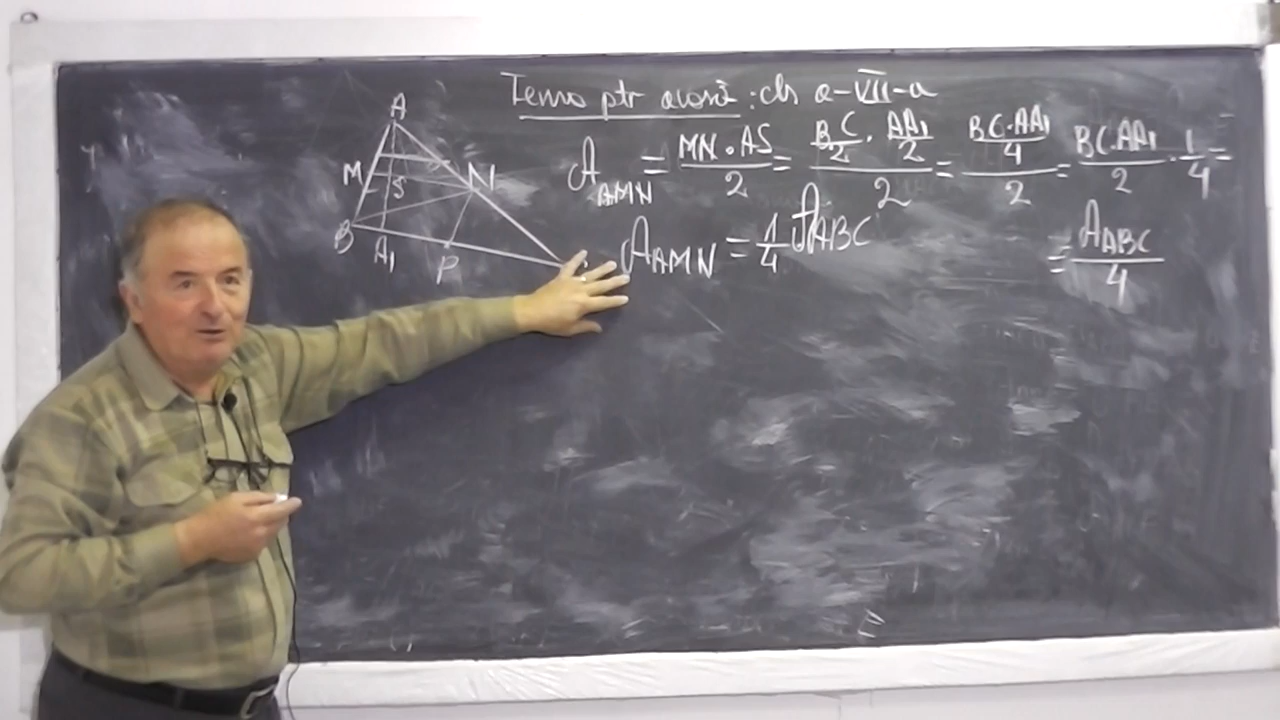 Tema ptr acasă: cls a-VII-a
A
M
S
N
B
A₁
P
A_AMN = MN·AS/2 = (BC/2 · AA₁/2)/2 = (BC·AA₁/4)/2 = BC·AA₁/2 · 1/4 =
= A_ABC/4
A_AMN = 1/4 A_ABC